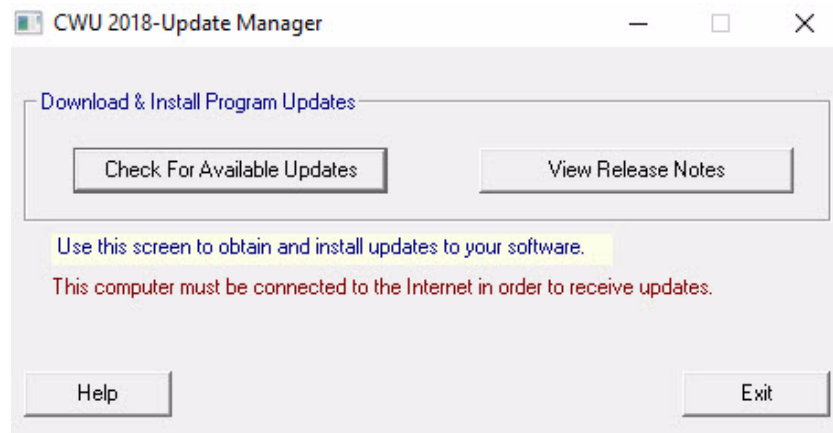 CWU 2018-Update Manager
Download & Install Program Updates
Check For Available Updates
View Release Notes
Use this screen to obtain and install updates to your software.
This computer must be connected to the Internet in order to receive updates.
Help
Exit